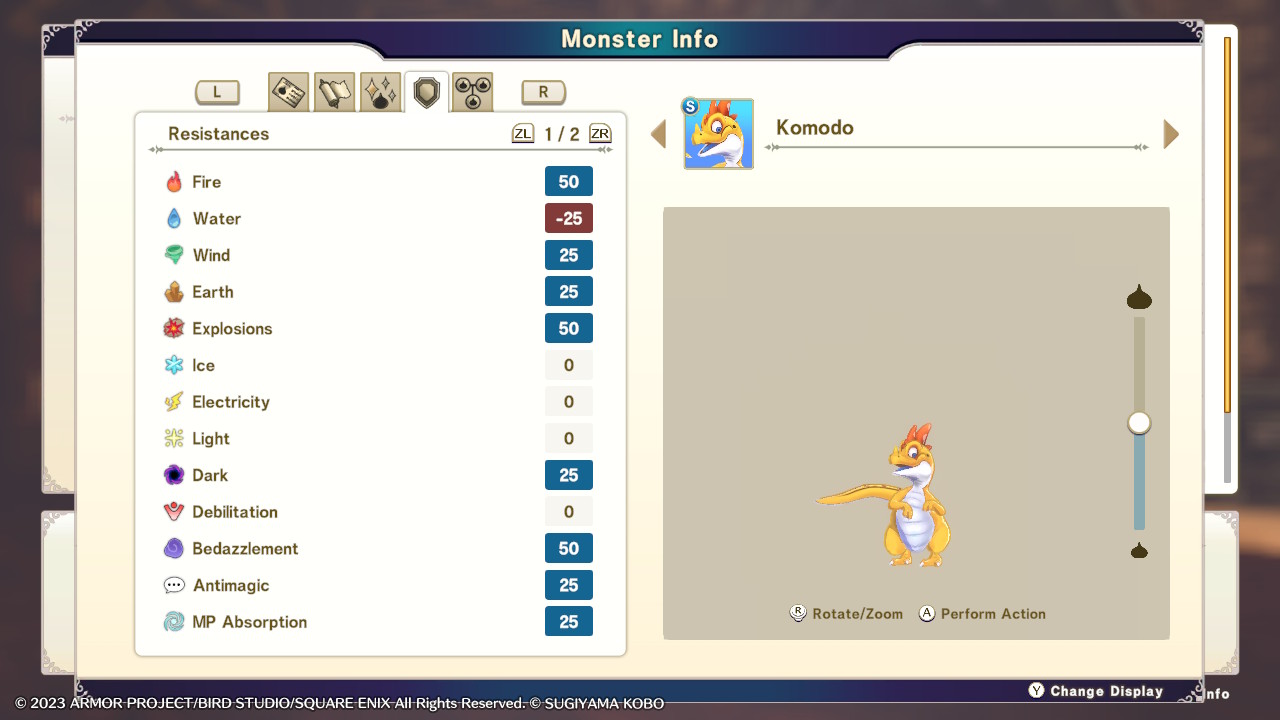 Monster Info
L
R
Resistances
ZL 1 / 2 ZR
Fire 50
Water -25
Wind 25
Earth 25
Explosions 50
Ice 0
Electricity 0
Light 0
Dark 25
Debilitation 0
Bedazzlement 50
Antimagic 25
MP Absorption 25
S
Komodo
R Rotate/Zoom A Perform Action
Y Change Display
Info
© 2023 ARMOR PROJECT/BIRD STUDIO/SQUARE ENIX All Rights Reserved. © SUGIYAMA KOBO